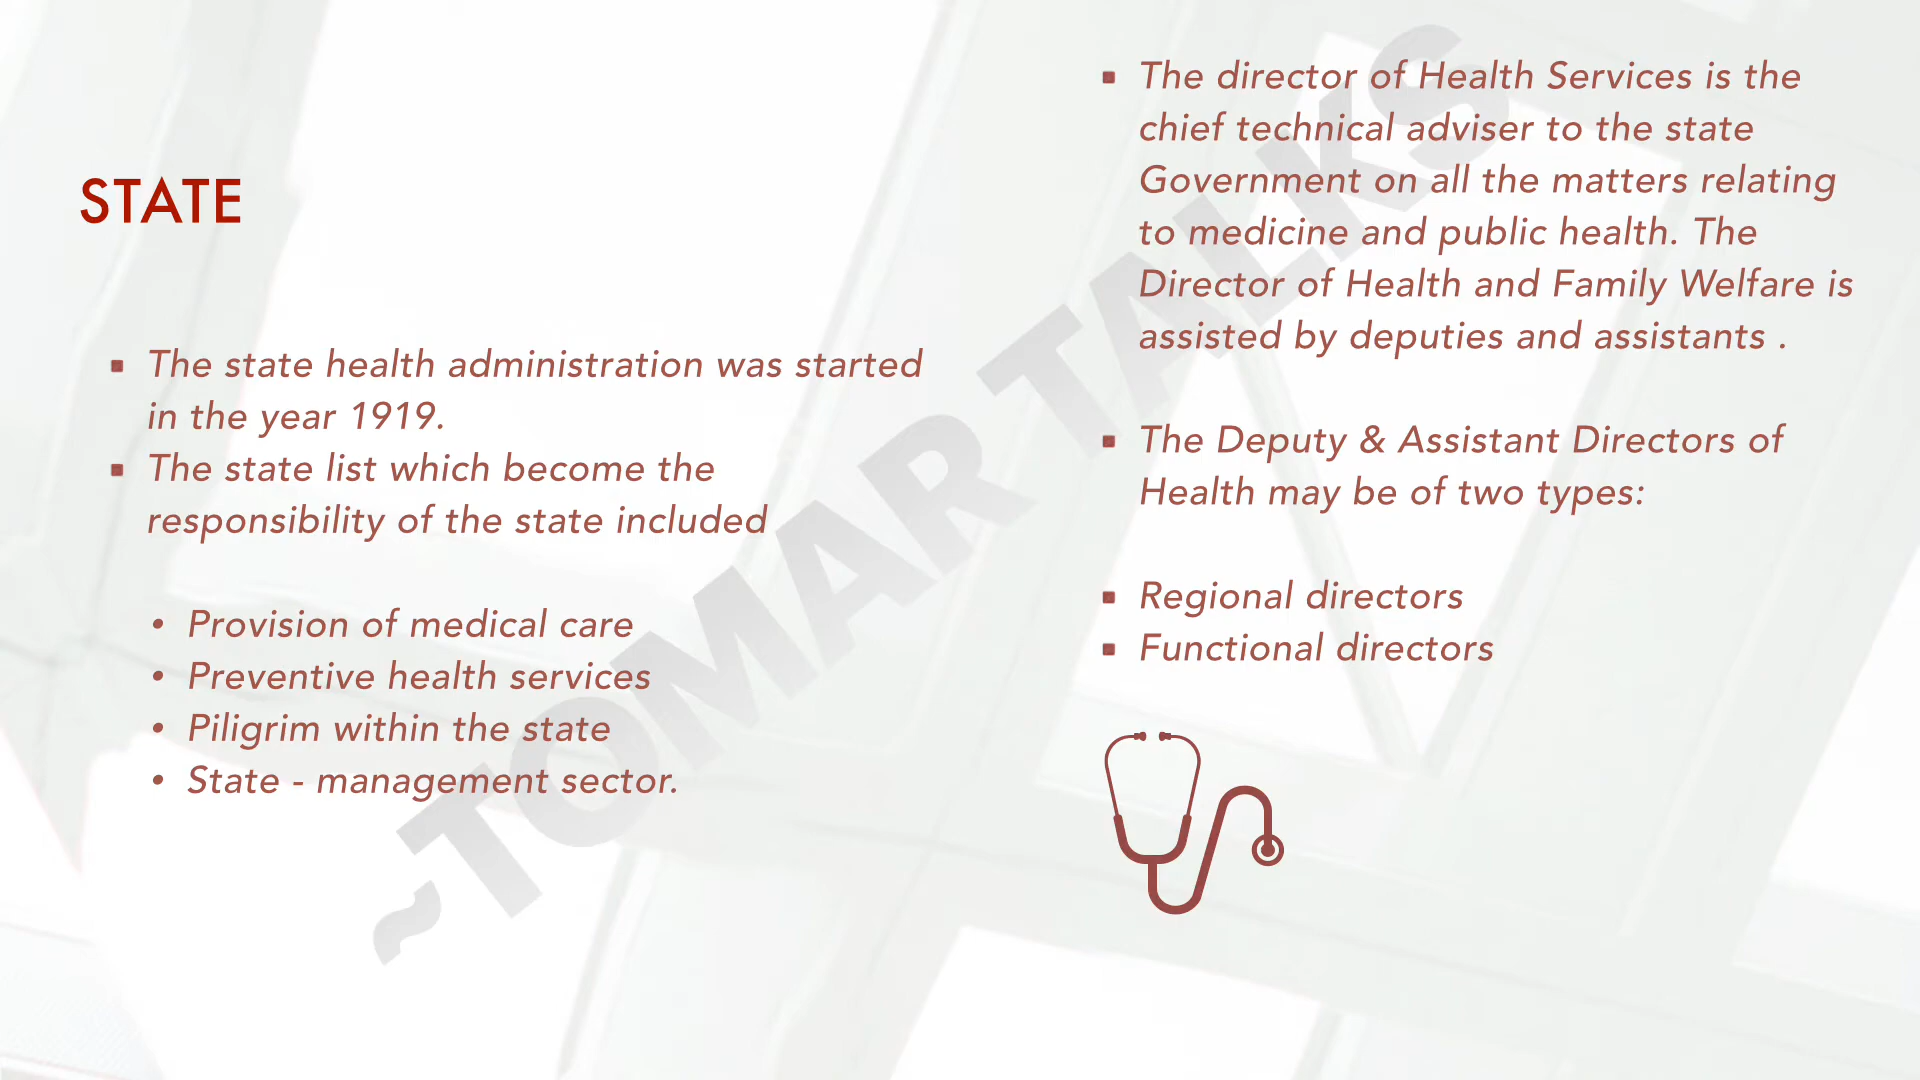 STATE
▪ The state health administration was started
in the year 1919.
▪ The state list which become the
responsibility of the state included
• Provision of medical care
• Preventive health services
• Piligrim within the state
• State - management sector.
▪ The director of Health Services is the
chief technical adviser to the state
Government on all the matters relating
to medicine and public health. The
Director of Health and Family Welfare is
assisted by deputies and assistants .
▪ The Deputy & Assistant Directors of
Health may be of two types:
▪ Regional directors
▪ Functional directors
~TOMAR TALKS